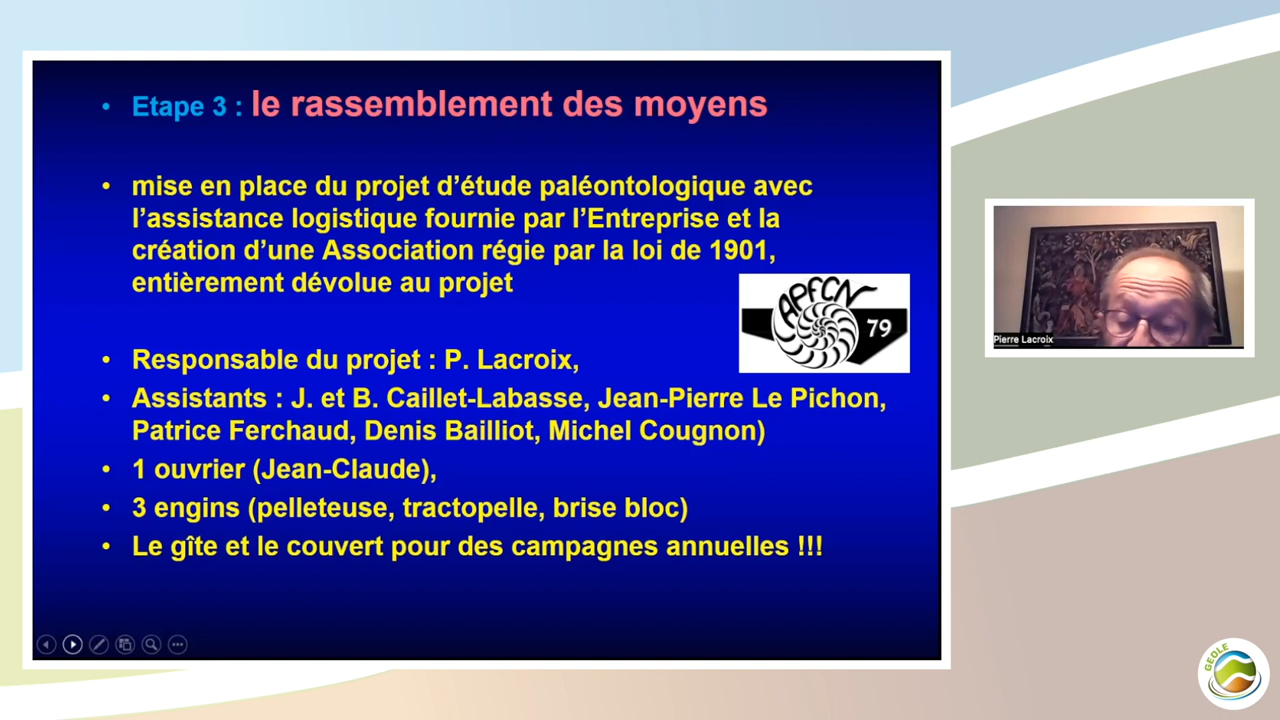 • Etape 3 : le rassemblement des moyens
• mise en place du projet d’étude paléontologique avec
l’assistance logistique fournie par l’Entreprise et la
création d’une Association régie par la loi de 1901,
entièrement dévolue au projet
APFCN
79
• Responsable du projet : P. Lacroix,
• Assistants : J. et B. Caillet-Labasse, Jean-Pierre Le Pichon,
Patrice Ferchaud, Denis Bailliot, Michel Cougnon)
• 1 ouvrier (Jean-Claude),
• 3 engins (pelleteuse, tractopelle, brise bloc)
• Le gîte et le couvert pour des campagnes annuelles !!!
Pierre Lacroix
GEOLE